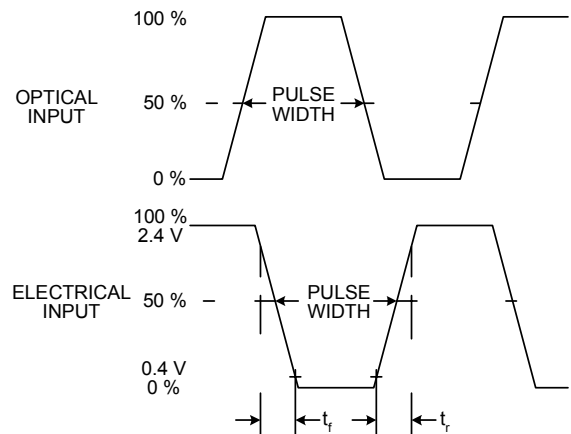 100 %
OPTICAL
INPUT
50 %
PULSE
WIDTH
0 %
100 %
2.4 V
ELECTRICAL
INPUT
50 %
PULSE
WIDTH
0.4 V
0 %
tf
tr